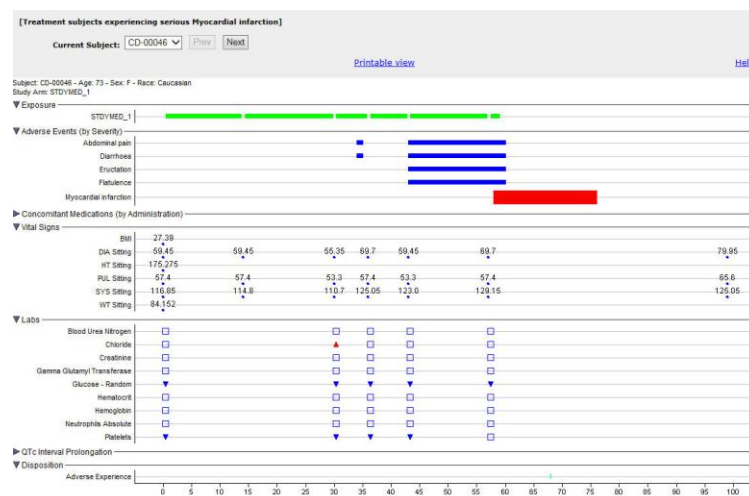 [Treatment subjects experiencing serious Myocardial infarction]
Current Subject: CD-00046 Prev Next
Printable view Hel
Subject: CD-00046 - Age: 73 - Sex: F - Race: Caucasian
Study Arm: STDYMED_1
Exposure
STDYMED_1
Adverse Events (by Severity)
Abdominal pain
Diarrhoea
Eructation
Flatulence
Myocardial infarction
Concomitant Medications (by Administration)
Vital Signs
BMI 27.39
DIA Sitting 59.45 59.45 55.35 69.7 59.45 69.7 79.95
HT Sitting 175.275
PUL Sitting 57.4 57.4 53.3 57.4 53.3 57.4 65.6
SYS Sitting 116.85 114.8 110.7 125.05 123.0 129.15 125.05
WT Sitting 84.152
Labs
Blood Urea Nitrogen
Chloride
Creatinine
Gamma Glutamyl Transferase
Glucose - Random
Hematocrit
Hemoglobin
Neutrophils Absolute
Platelets
QTc Interval Prolongation
Disposition
Adverse Experience
0 5 10 15 20 25 30 35 40 45 50 55 60 65 70 75 80 85 90 95 100